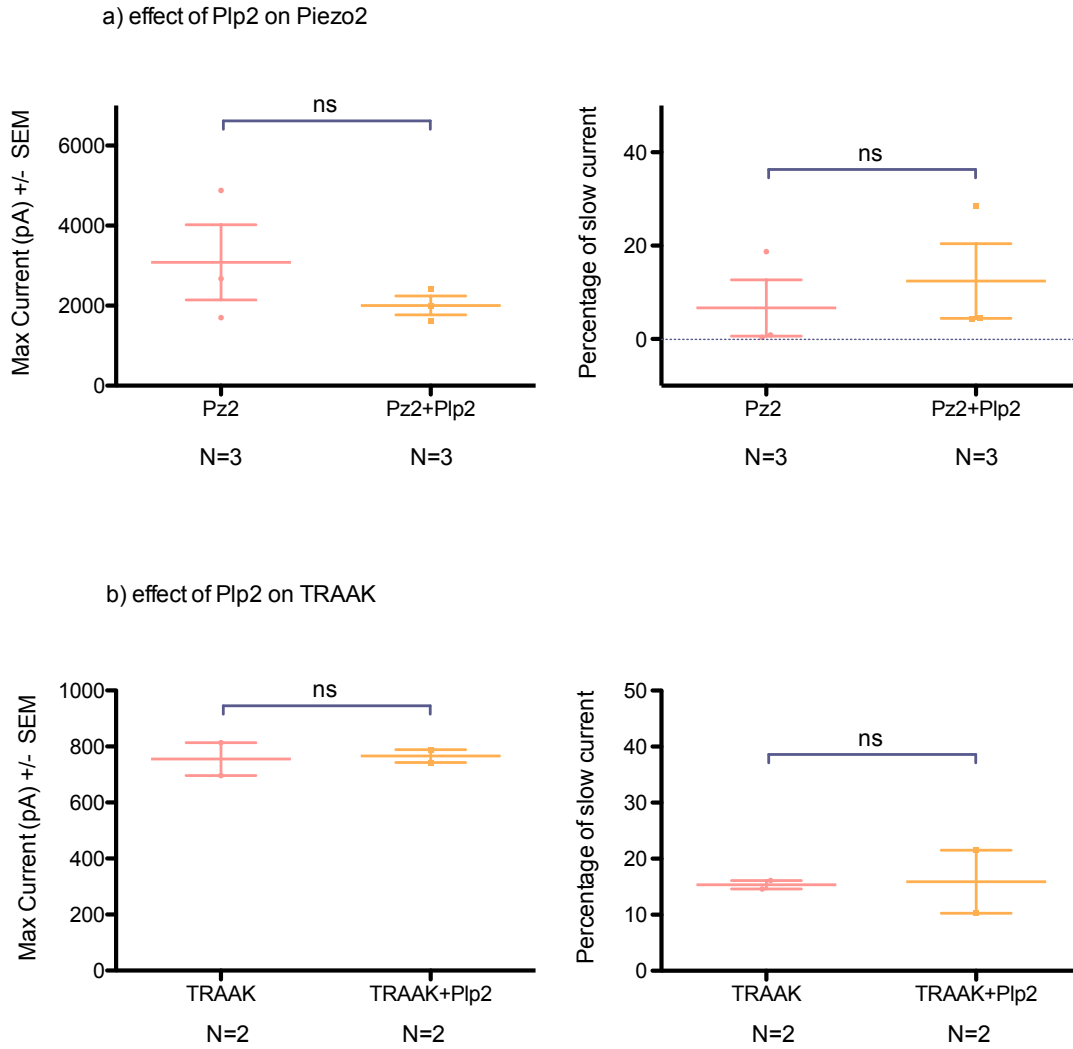 a) effect of Plp2 on Piezo2
Max Current (pA) +/- SEM
6000
4000
2000
0
ns
Pz2
Pz2+Plp2
N=3
N=3
Percentage of slow current
40
20
0
ns
Pz2
Pz2+Plp2
N=3
N=3
b) effect of Plp2 on TRAAK
Max Current (pA) +/- SEM
1000
800
600
400
200
0
ns
TRAAK
TRAAK+Plp2
N=2
N=2
Percentage of slow current
50
40
30
20
10
0
ns
TRAAK
TRAAK+Plp2
N=2
N=2